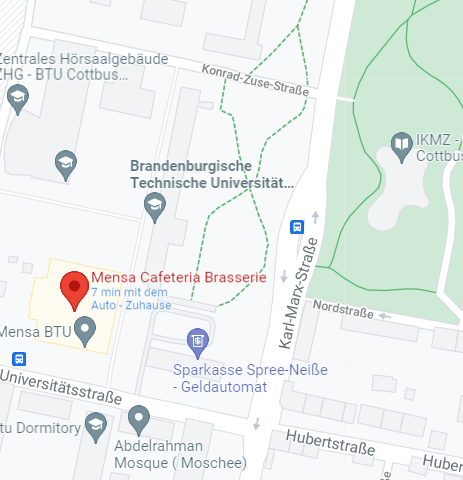 Zentrales Hörsaalgebäude
ZHG - BTU Cottbus...
Konrad-Zuse-Straße
IKMZ -
Cottbus
Brandenburgische
Technische Universität...
Karl-Marx-Straße
Mensa Cafeteria Brasserie
7 min mit dem
Auto - Zuhause
Nordstraße
Mensa BTU
Sparkasse Spree-Neiße
- Geldautomat
Universitätsstraße
tu Dormitory
Abdelrahman
Mosque ( Moschee)
Hubertstraße
Hubert